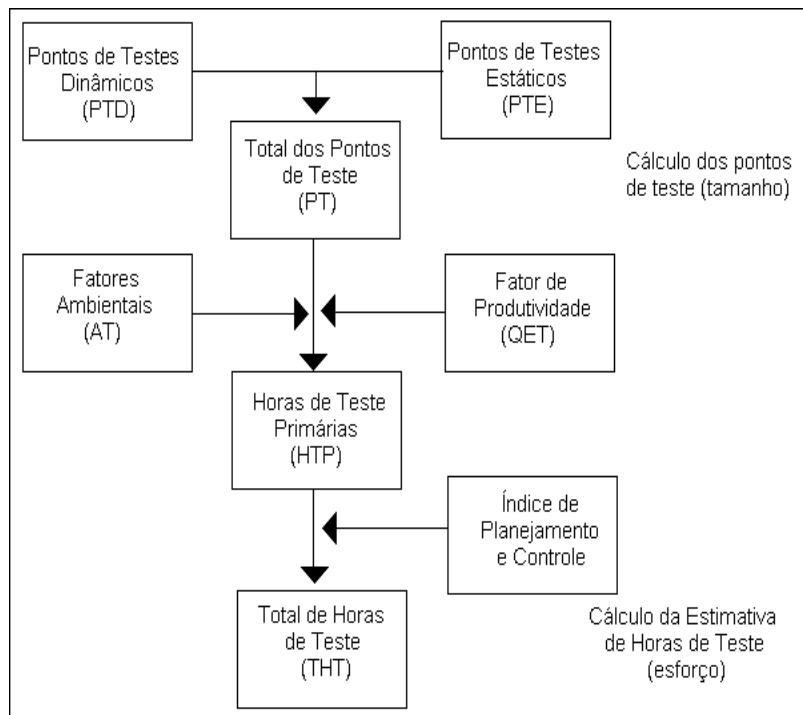 Pontos de Testes
Dinâmicos
(PTD)
Pontos de Testes
Estáticos
(PTE)
Total dos Pontos
de Teste
(PT)
Cálculo dos pontos
de teste (tamanho)
Fatores
Ambientais
(AT)
Fator de
Produtividade
(QET)
Horas de Teste
Primárias
(HTP)
Índice de
Planejamento
e Controle
Total de Horas
de Teste
(THT)
Cálculo da Estimativa
de Horas de Teste
(esforço)